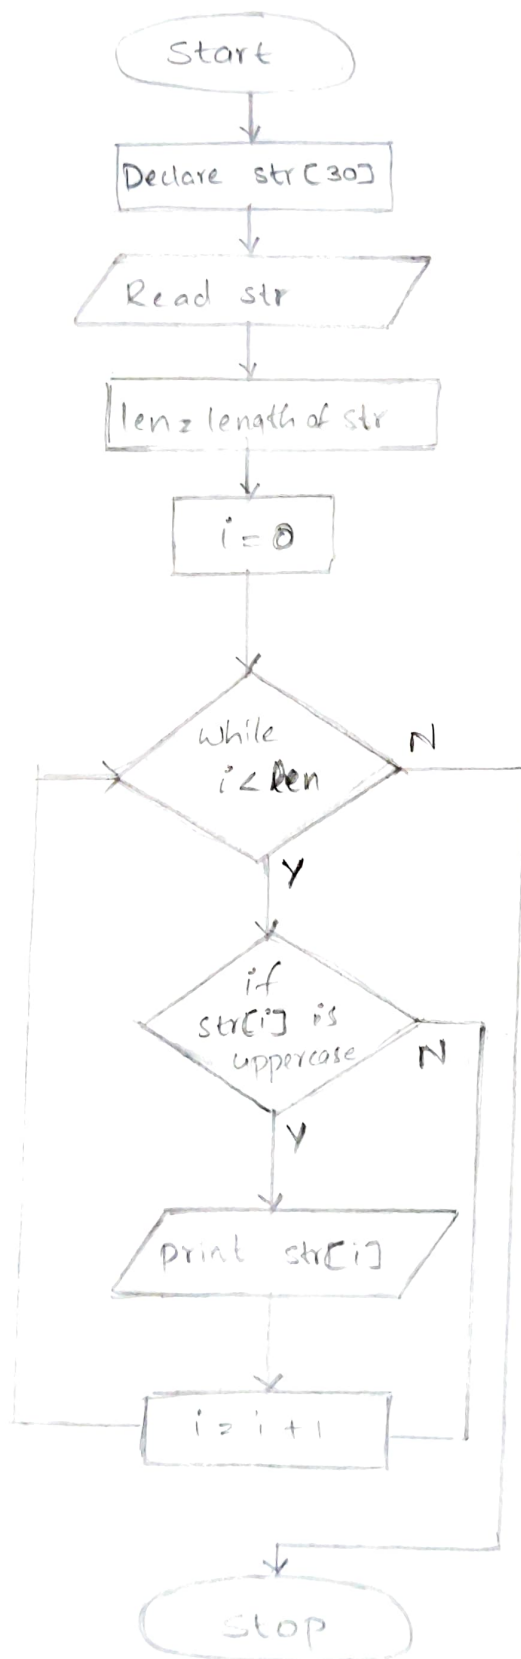 Start
Declare str[30]
Read str
len = length of str
i = 0
while
i < len
N
Y
if
str[i] is
uppercase
N
Y
print str[i]
i = i + 1
stop